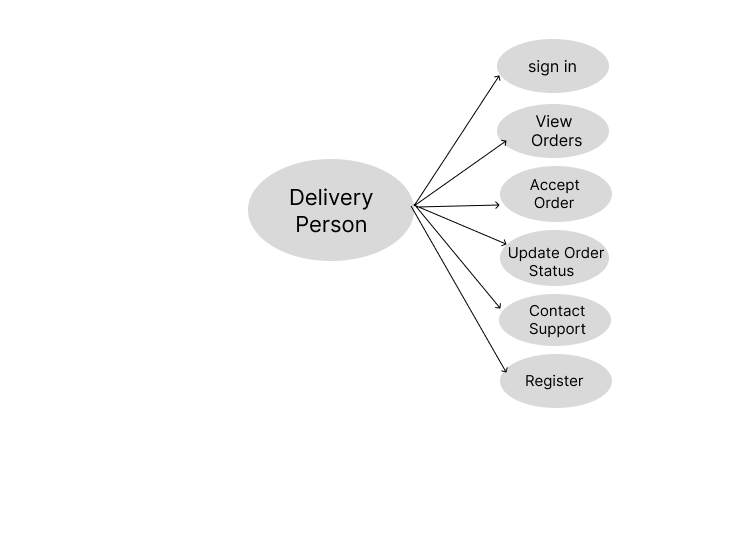 sign in
View
Orders
Delivery
Person
Accept
Order
Update Order
Status
Contact
Support
Register